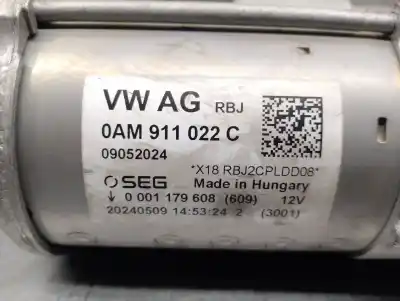 VW AG RBJ
0AM 911 022 C
09052024
*X18 RBJ2CPLDD08*
SEG Made in Hungary
0 001 179 608 (609) 12V
20240509 14:53:24 2 (3001)